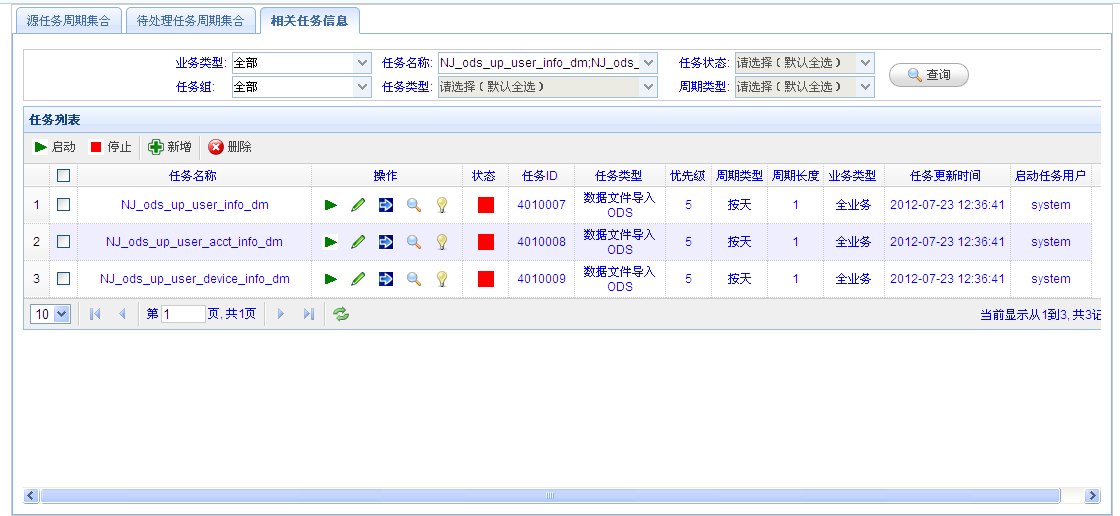 源任务周期集合 待处理任务周期集合 相关任务信息
业务类型: 全部 任务名称: NJ_ods_up_user_info_dm;NJ_ods_ 任务状态: 请选择（默认全选） 查询
任务组: 全部 任务类型: 请选择（默认全选） 周期类型: 请选择（默认全选）
任务列表
启动 停止 新增 删除
任务名称 操作 状态 任务ID 任务类型 优先级 周期类型 周期长度 业务类型 任务更新时间 启动任务用户
1 NJ_ods_up_user_info_dm 4010007 数据文件导入ODS 5 按天 1 全业务 2012-07-23 12:36:41 system
2 NJ_ods_up_user_acct_info_dm 4010008 数据文件导入ODS 5 按天 1 全业务 2012-07-23 12:36:41 system
3 NJ_ods_up_user_device_info_dm 4010009 数据文件导入ODS 5 按天 1 全业务 2012-07-23 12:36:41 system
10 第 1 页, 共1页 当前显示从1到3, 共3记